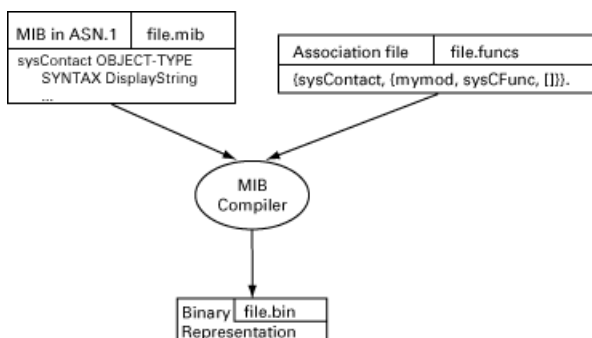 MIB in ASN.1 file.mib
sysContact OBJECT-TYPE
SYNTAX DisplayString
...
Association file file.funcs
{sysContact, {mymod, sysCFunc, []}}.
MIB
Compiler
Binary file.bin
Representation